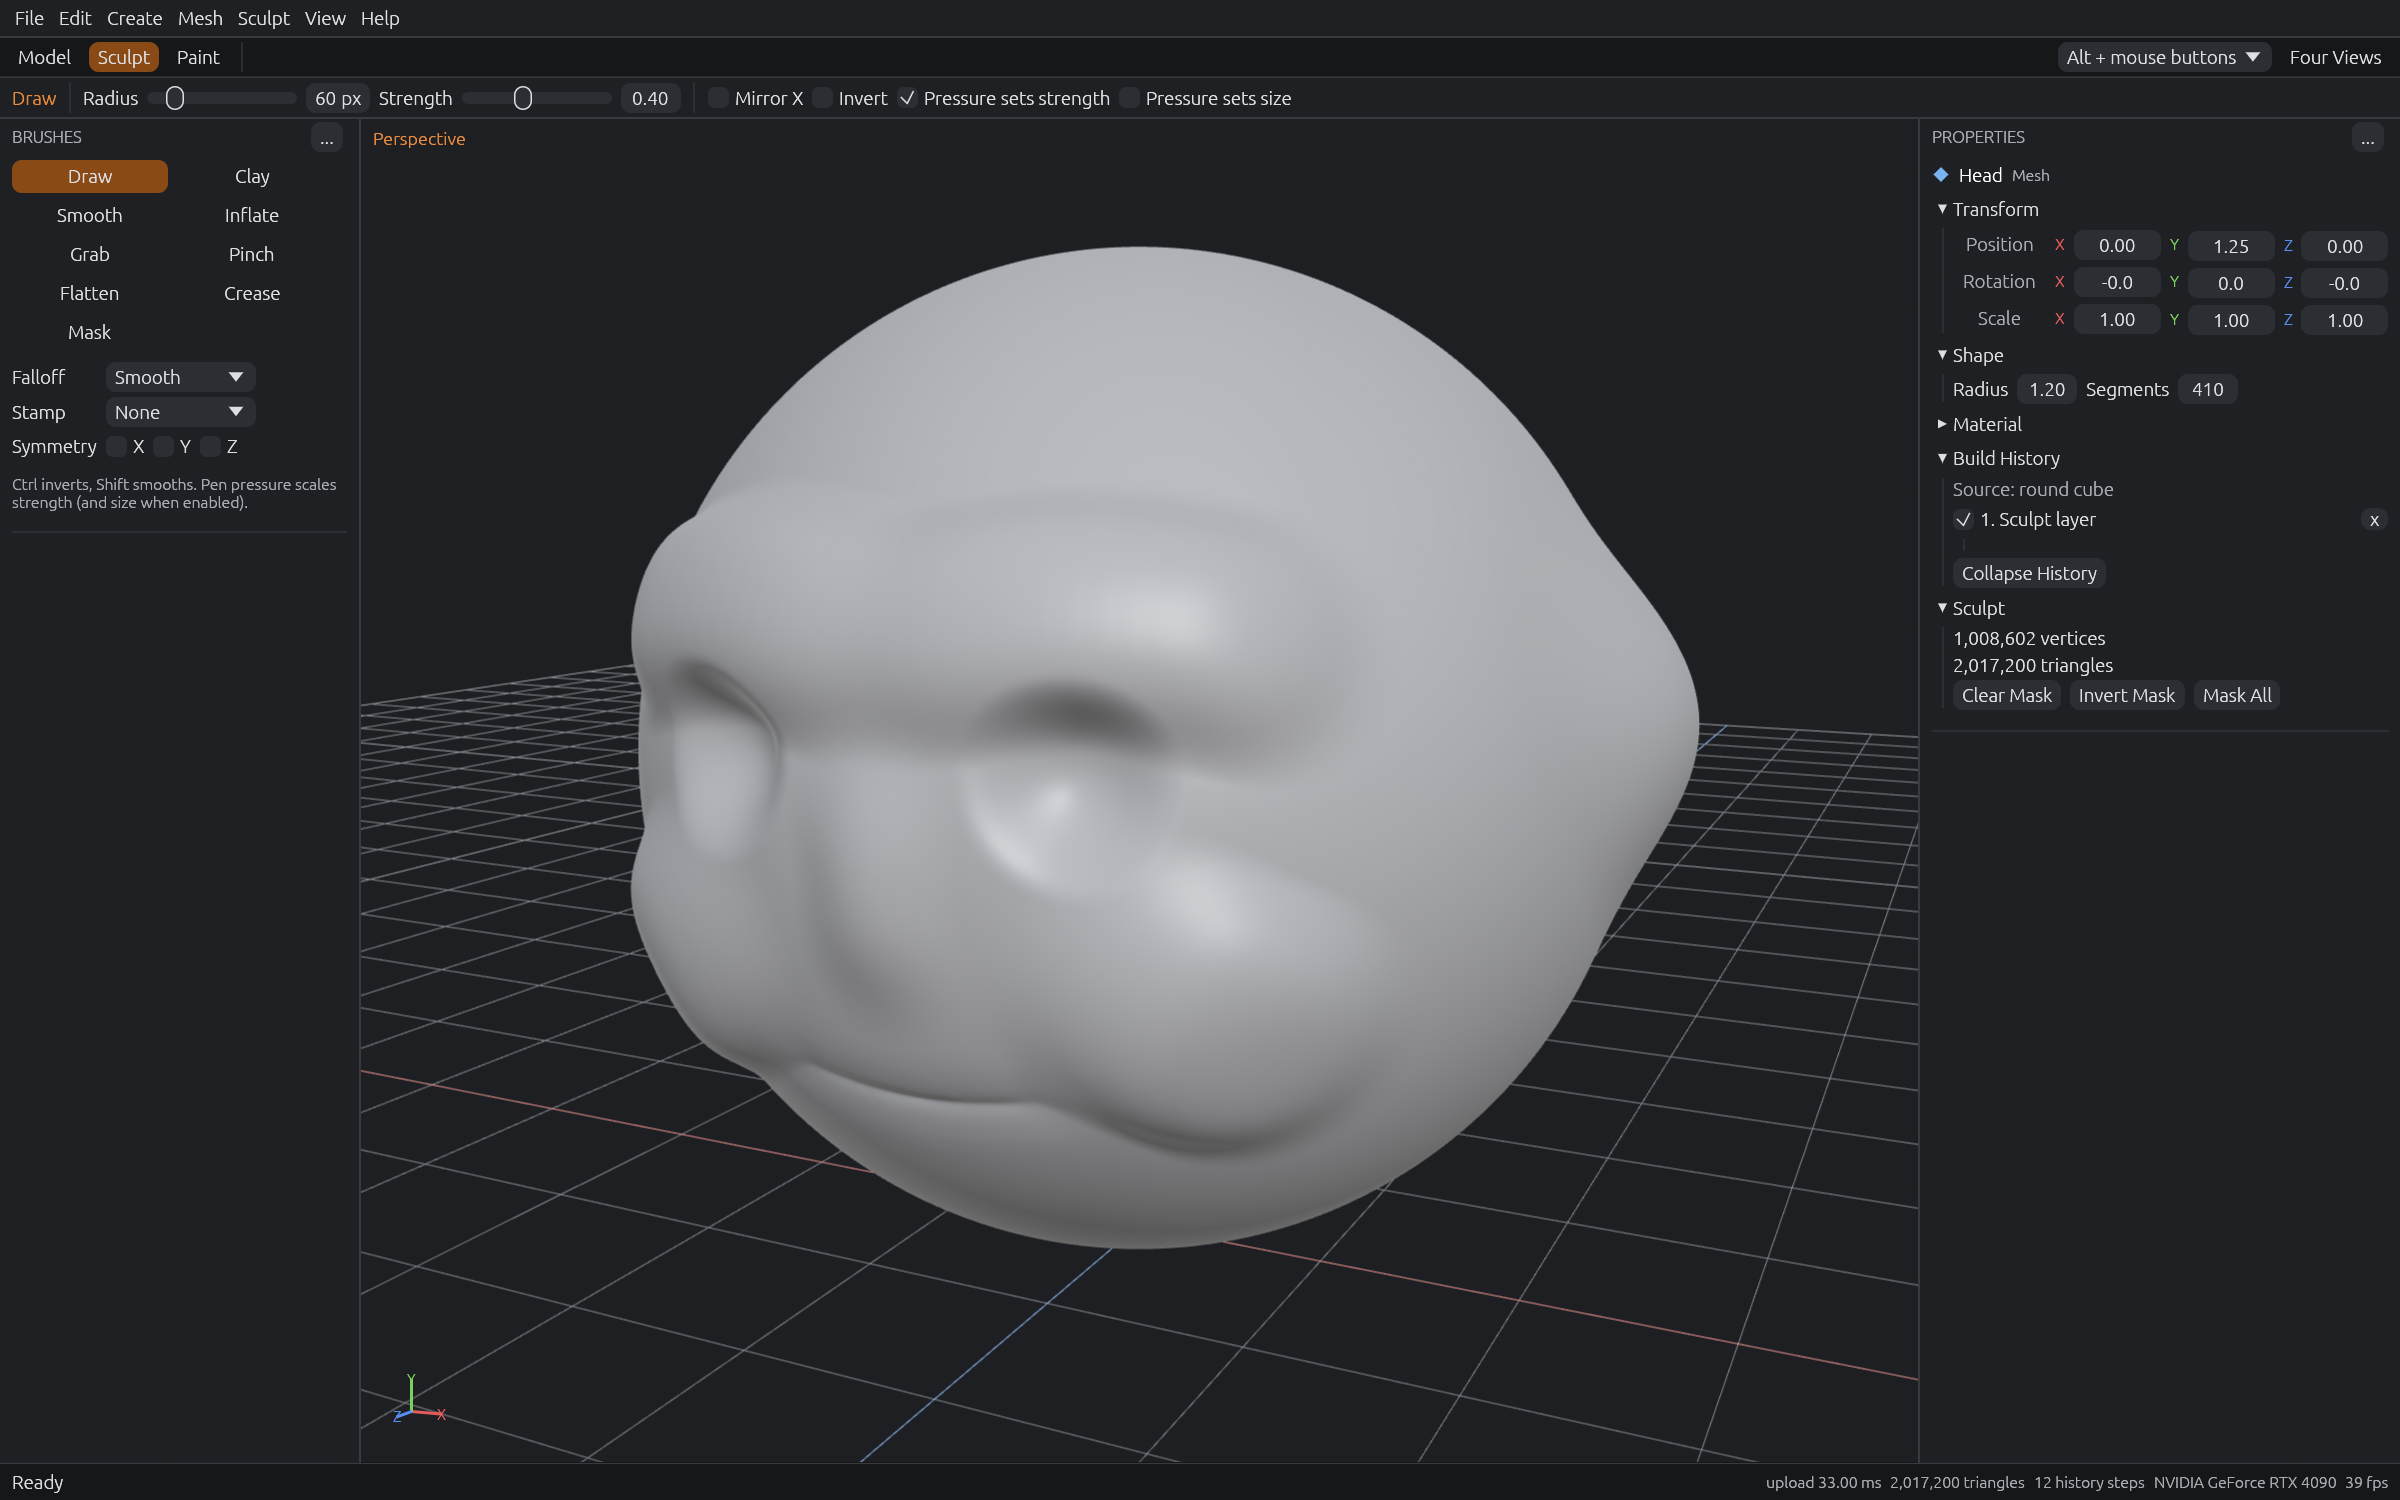 File Edit Create Mesh Sculpt View Help
Model Sculpt Paint Alt + mouse buttons Four Views
Draw Radius 60 px Strength 0.40 Mirror X Invert Pressure sets strength Pressure sets size
BRUSHES ...
Draw Clay
Smooth Inflate
Grab Pinch
Flatten Crease
Mask
Falloff Smooth
Stamp None
Symmetry X Y Z
Ctrl inverts, Shift smooths. Pen pressure scales
strength (and size when enabled).
Perspective
Y
Z X
PROPERTIES ...
Head Mesh
Transform
Position X 0.00 Y 1.25 Z 0.00
Rotation X -0.0 Y 0.0 Z -0.0
Scale X 1.00 Y 1.00 Z 1.00
Shape
Radius 1.20 Segments 410
Material
Build History
Source: round cube
1. Sculpt layer x
Collapse History
Sculpt
1,008,602 vertices
2,017,200 triangles
Clear Mask Invert Mask Mask All
Ready upload 33.00 ms 2,017,200 triangles 12 history steps NVIDIA GeForce RTX 4090 39 fps